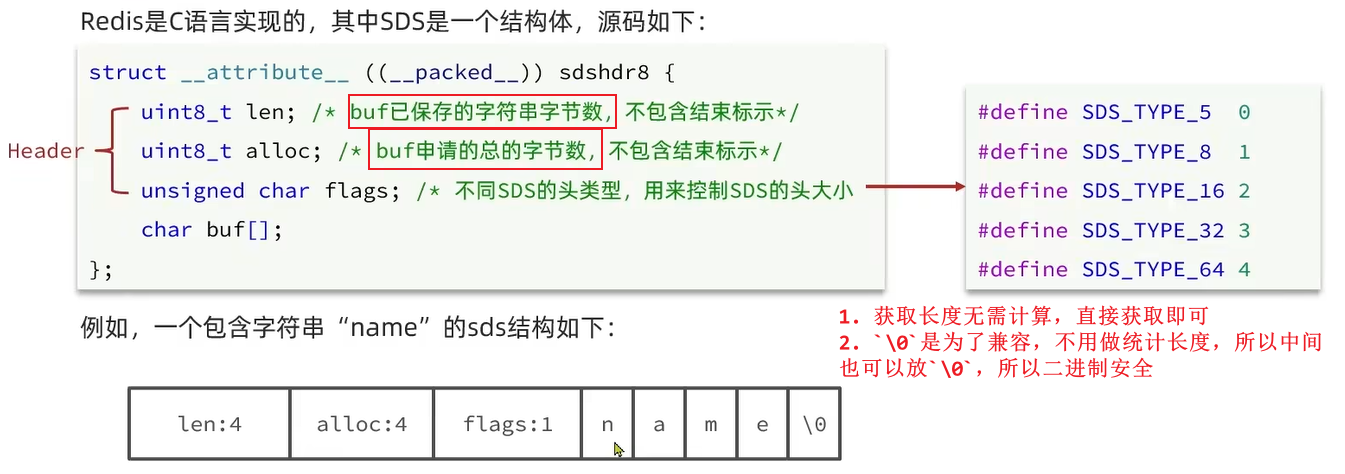 Redis是C语言实现的，其中SDS是一个结构体，源码如下：
struct __attribute__ ((__packed__)) sdshdr8 {
uint8_t len; /* buf已保存的字符串字节数，不包含结束标示*/
uint8_t alloc; /* buf申请的总的字节数，不包含结束标示*/
unsigned char flags; /* 不同SDS的头类型，用来控制SDS的头大小
char buf[];
};
Header
#define SDS_TYPE_5 0
#define SDS_TYPE_8 1
#define SDS_TYPE_16 2
#define SDS_TYPE_32 3
#define SDS_TYPE_64 4
1. 获取长度无需计算，直接获取即可
2. `\0`是为了兼容，不用做统计长度，所以中间
也可以放`\0`，所以二进制安全
例如，一个包含字符串“name”的sds结构如下：
len:4 alloc:4 flags:1 n a m e \0